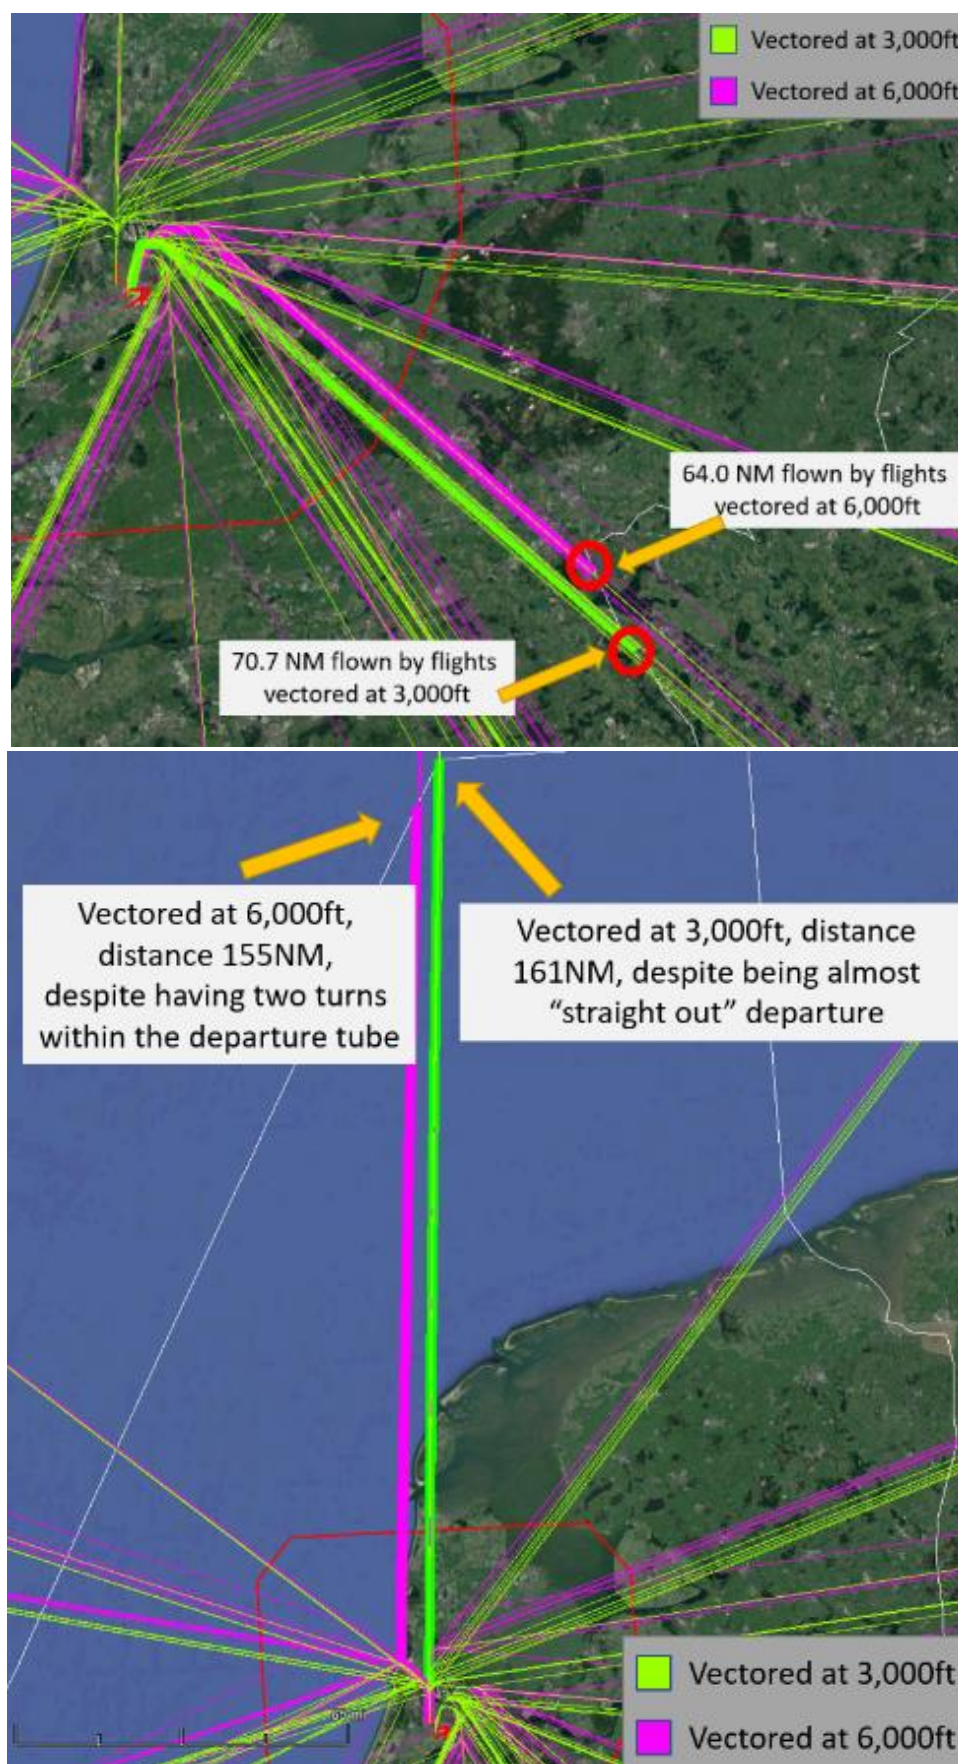 Vectored at 3,000ft
Vectored at 6,000ft
64.0 NM flown by flights
vectored at 6,000ft
70.7 NM flown by flights
vectored at 3,000ft
Vectored at 6,000ft,
distance 155NM,
despite having two turns
within the departure tube
Vectored at 3,000ft, distance
161NM, despite being almost
“straight out” departure
Vectored at 3,000ft
Vectored at 6,000ft